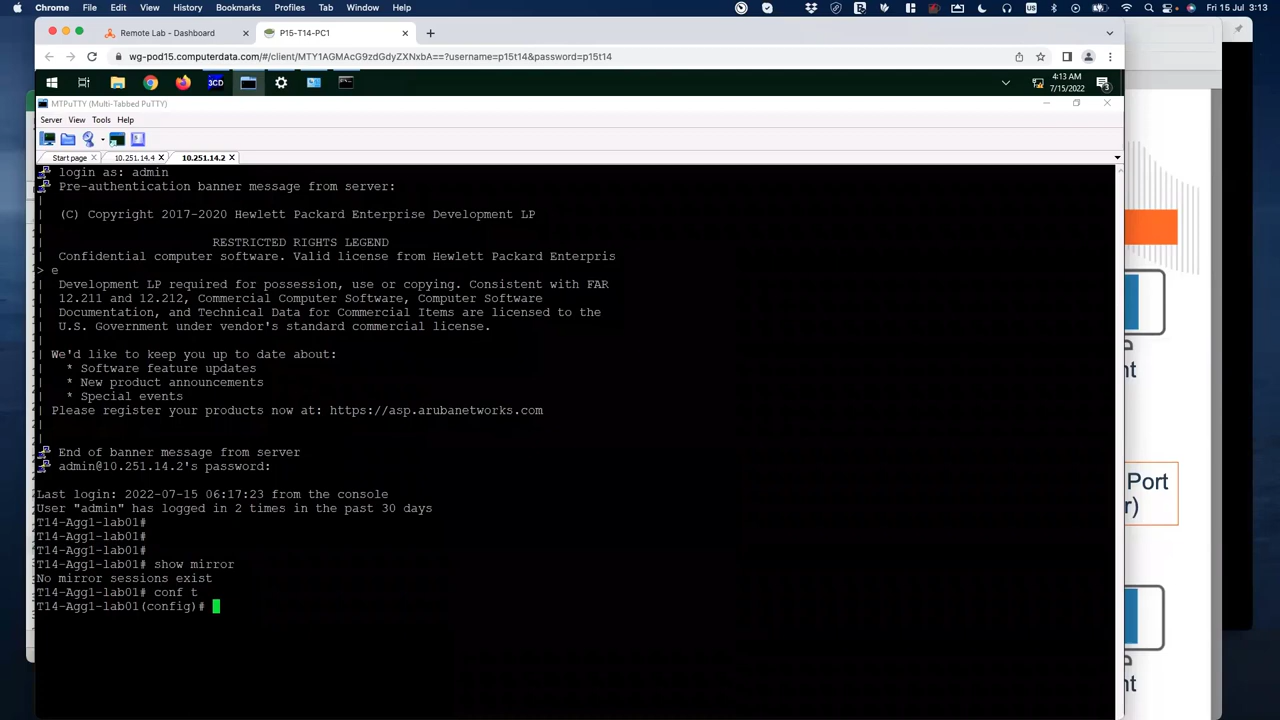 Chrome File Edit View History Bookmarks Profiles Tab Window Help Fri 15 Jul 3:13
Remote Lab - Dashboard P15-T14-PC1
wg-pod15.computerdata.com/#/client/MTY1AGMAcG9zdGdyZXNxbA==?username=p15t14&password=p15t14
3CD
4:13 AM
7/15/2022
3
MTPuTTY (Multi-Tabbed PuTTY)
Server View Tools Help
Start page 10.251.14.4 10.251.14.2
login as: admin
Pre-authentication banner message from server:
|
| (C) Copyright 2017-2020 Hewlett Packard Enterprise Development LP
|
| RESTRICTED RIGHTS LEGEND
| Confidential computer software. Valid license from Hewlett Packard Enterpris
> e
| Development LP required for possession, use or copying. Consistent with FAR
| 12.211 and 12.212, Commercial Computer Software, Computer Software
| Documentation, and Technical Data for Commercial Items are licensed to the
| U.S. Government under vendor's standard commercial license.
|
| We'd like to keep you up to date about:
| * Software feature updates
| * New product announcements
| * Special events
| Please register your products now at: https://asp.arubanetworks.com
|
|
End of banner message from server
admin@10.251.14.2's password:
Last login: 2022-07-15 06:17:23 from the console
User "admin" has logged in 2 times in the past 30 days
T14-Agg1-lab01#
T14-Agg1-lab01#
T14-Agg1-lab01#
T14-Agg1-lab01# show mirror
No mirror sessions exist
T14-Agg1-lab01# conf t
T14-Agg1-lab01(config)#
Port